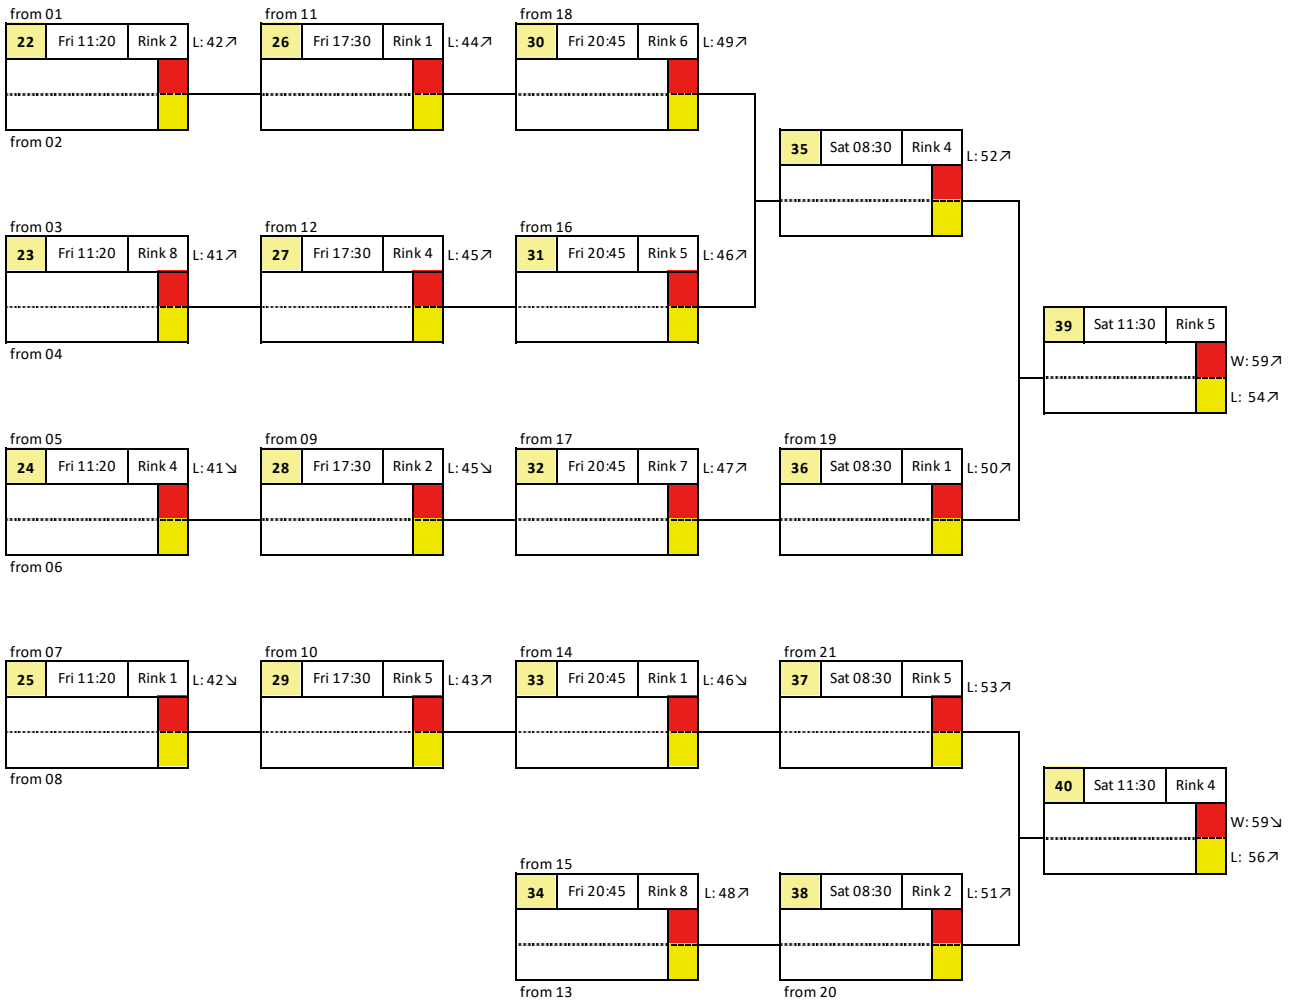 from 01 from 11 from 18
22 Fri 11:20 Rink 2 L: 42↗ 26 Fri 17:30 Rink 1 L: 44↗ 30 Fri 20:45 Rink 6 L: 49↗
from 02
35 Sat 08:30 Rink 4 L: 52↗
from 03 from 12 from 16
23 Fri 11:20 Rink 8 L: 41↗ 27 Fri 17:30 Rink 4 L: 45↗ 31 Fri 20:45 Rink 5 L: 46↗
39 Sat 11:30 Rink 5
from 04
W: 59↗
L: 54↗
from 05 from 09 from 17 from 19
24 Fri 11:20 Rink 4 L: 41↘ 28 Fri 17:30 Rink 2 L: 45↘ 32 Fri 20:45 Rink 7 L: 47↗ 36 Sat 08:30 Rink 1 L: 50↗
from 06
from 07 from 10 from 14 from 21
25 Fri 11:20 Rink 1 L: 42↘ 29 Fri 17:30 Rink 5 L: 43↗ 33 Fri 20:45 Rink 1 L: 46↘ 37 Sat 08:30 Rink 5 L: 53↗
from 08
40 Sat 11:30 Rink 4
W: 59↘
L: 56↗
from 15
34 Fri 20:45 Rink 8 L: 48↗ 38 Sat 08:30 Rink 2 L: 51↗
from 13 from 20